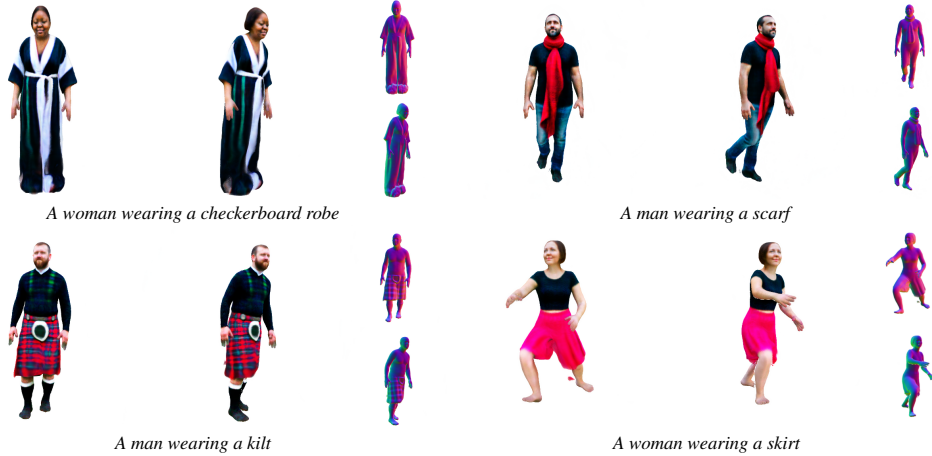 A woman wearing a checkerboard robe
A man wearing a scarf
A man wearing a kilt
A woman wearing a skirt